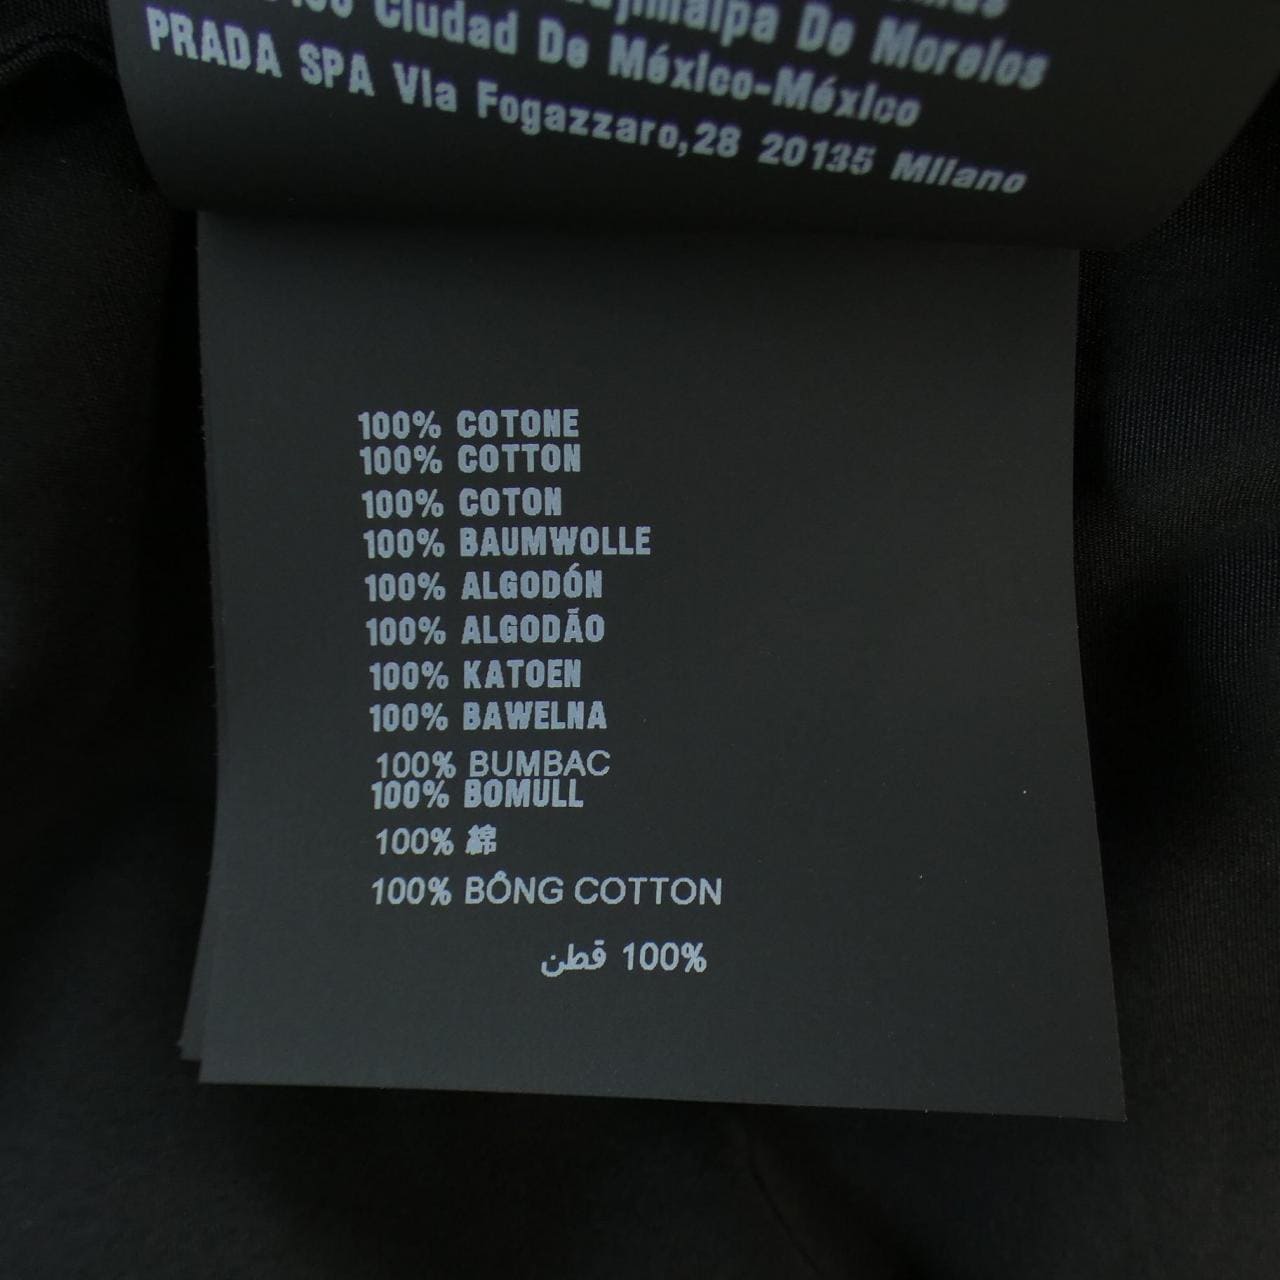 De Morelos
Ciudad De México-México
PRADA SPA Via Fogazzaro,28 20135 Milano
100% COTONE
100% COTTON
100% COTON
100% BAUMWOLLE
100% ALGODÓN
100% ALGODÃO
100% KATOEN
100% BAWELNA
100% BUMBAC
100% BOMULL
100% 綿
100% BÔNG COTTON
100% قطن